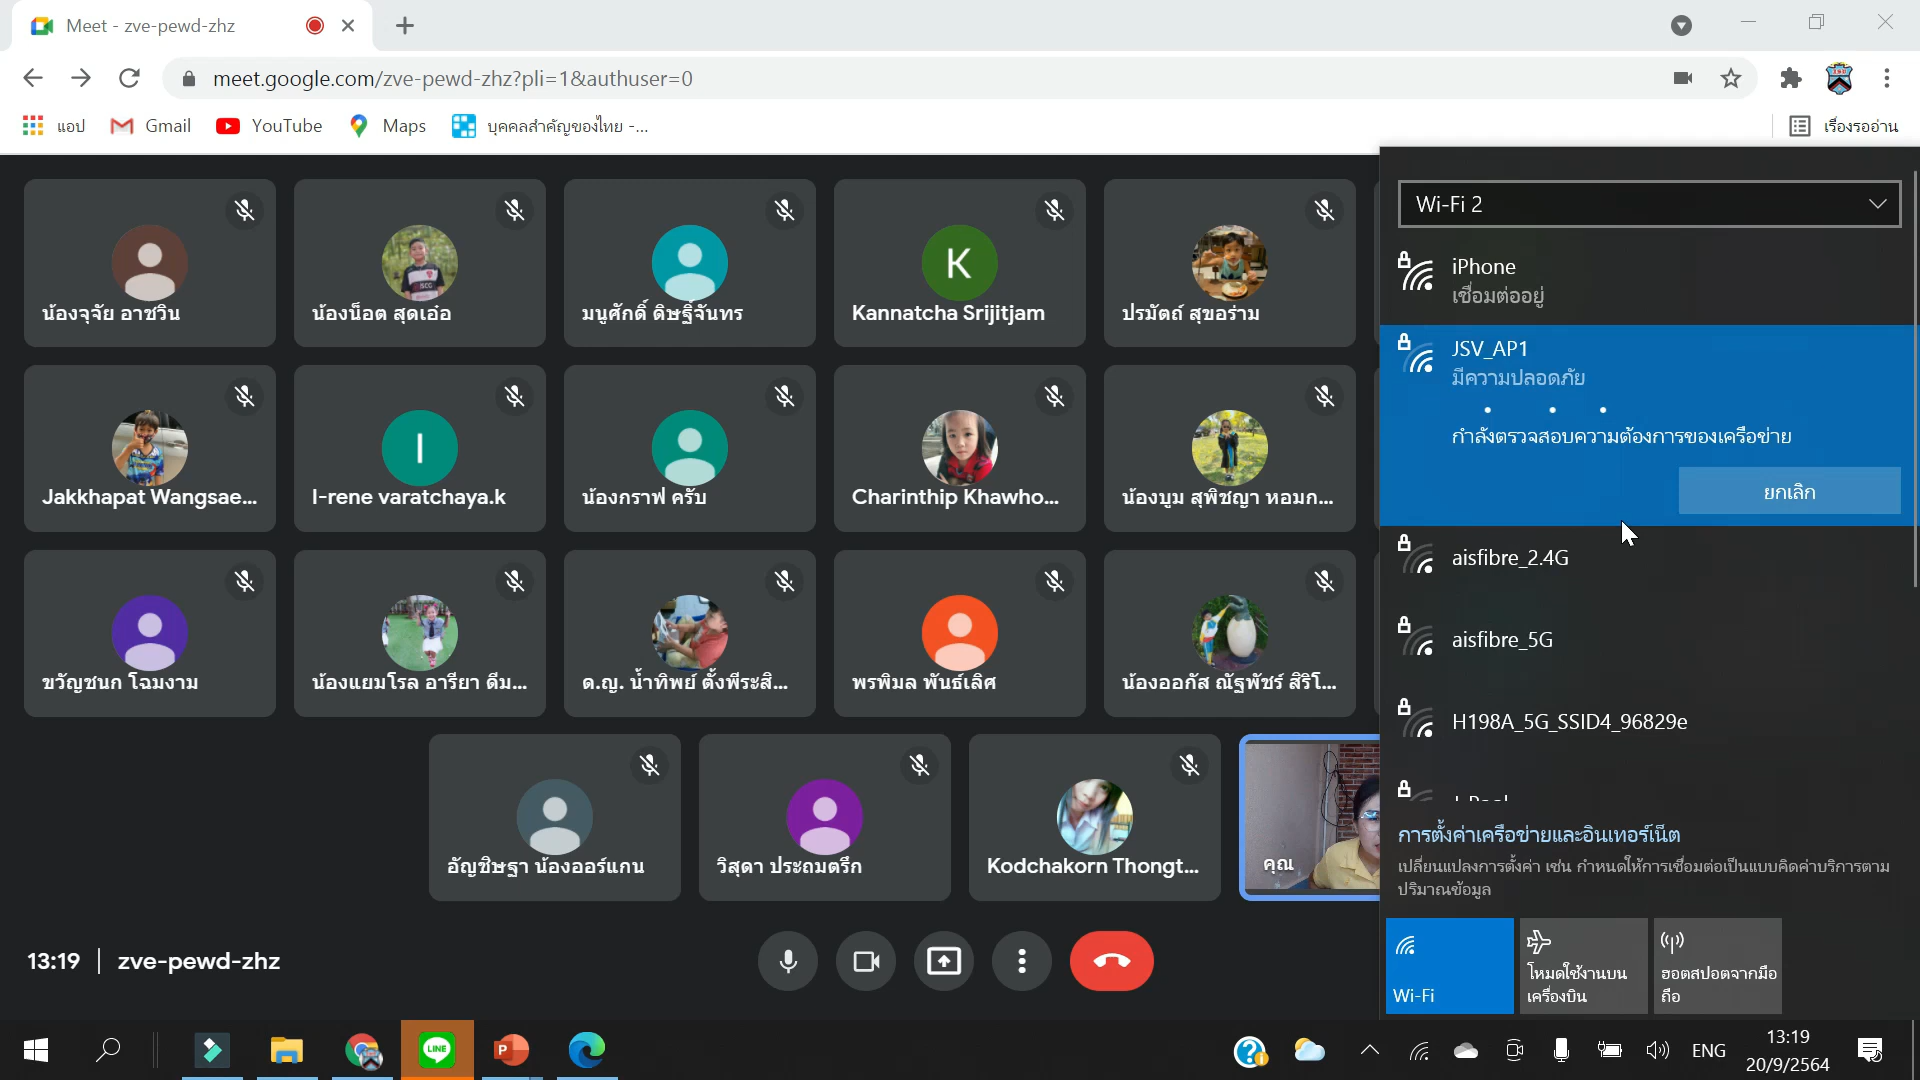 Meet - zve-pewd-zhz
meet.google.com/zve-pewd-zhz?pli=1&authuser=0
แอป
Gmail
YouTube
Maps
บุคคลสำคัญของไทย -...
เรื่องรออ่าน
น้องจุจัย อาชวิน
น้องน็อต สุดเอ๋อ
มนูศักดิ์ ดิษฐิ์จันทร
K
Kannatcha Srijitjam
ปรมัตถ์ สุขอร่าม
Jakkhapat Wangsae...
I
I-rene varatchaya.k
น้องกราฟ ครับ
Charinthip Khawho...
น้องบูม สุพิชญา หอมก...
ขวัญชนก โฉมงาม
น้องแยมโรล อารียา ดีม...
ด.ญ. น้ำทิพย์ ตั้งพีระสิ...
พรพิมล พันธ์เลิศ
น้องออกัส ณัฐพัชร์ สิริโ...
อัญชิษฐา น้องออร์แกน
วิสุดา ประถมตรึก
Kodchakorn Thongt...
คุณ
13:19
zve-pewd-zhz
Wi-Fi 2
iPhone
เชื่อมต่ออยู่
JSV_AP1
มีความปลอดภัย
กำลังตรวจสอบความต้องการของเครือข่าย
ยกเลิก
aisfibre_2.4G
aisfibre_5G
H198A_5G_SSID4_96829e
การตั้งค่าเครือข่ายและอินเทอร์เน็ต
เปลี่ยนแปลงการตั้งค่า เช่น กำหนดให้การเชื่อมต่อเป็นแบบคิดค่าบริการตาม
ปริมาณข้อมูล
Wi-Fi
โหมดใช้งานบน
เครื่องบิน
ฮอตสปอตจากมือ
ถือ
LINE
P
ENG
13:19
20/9/2564